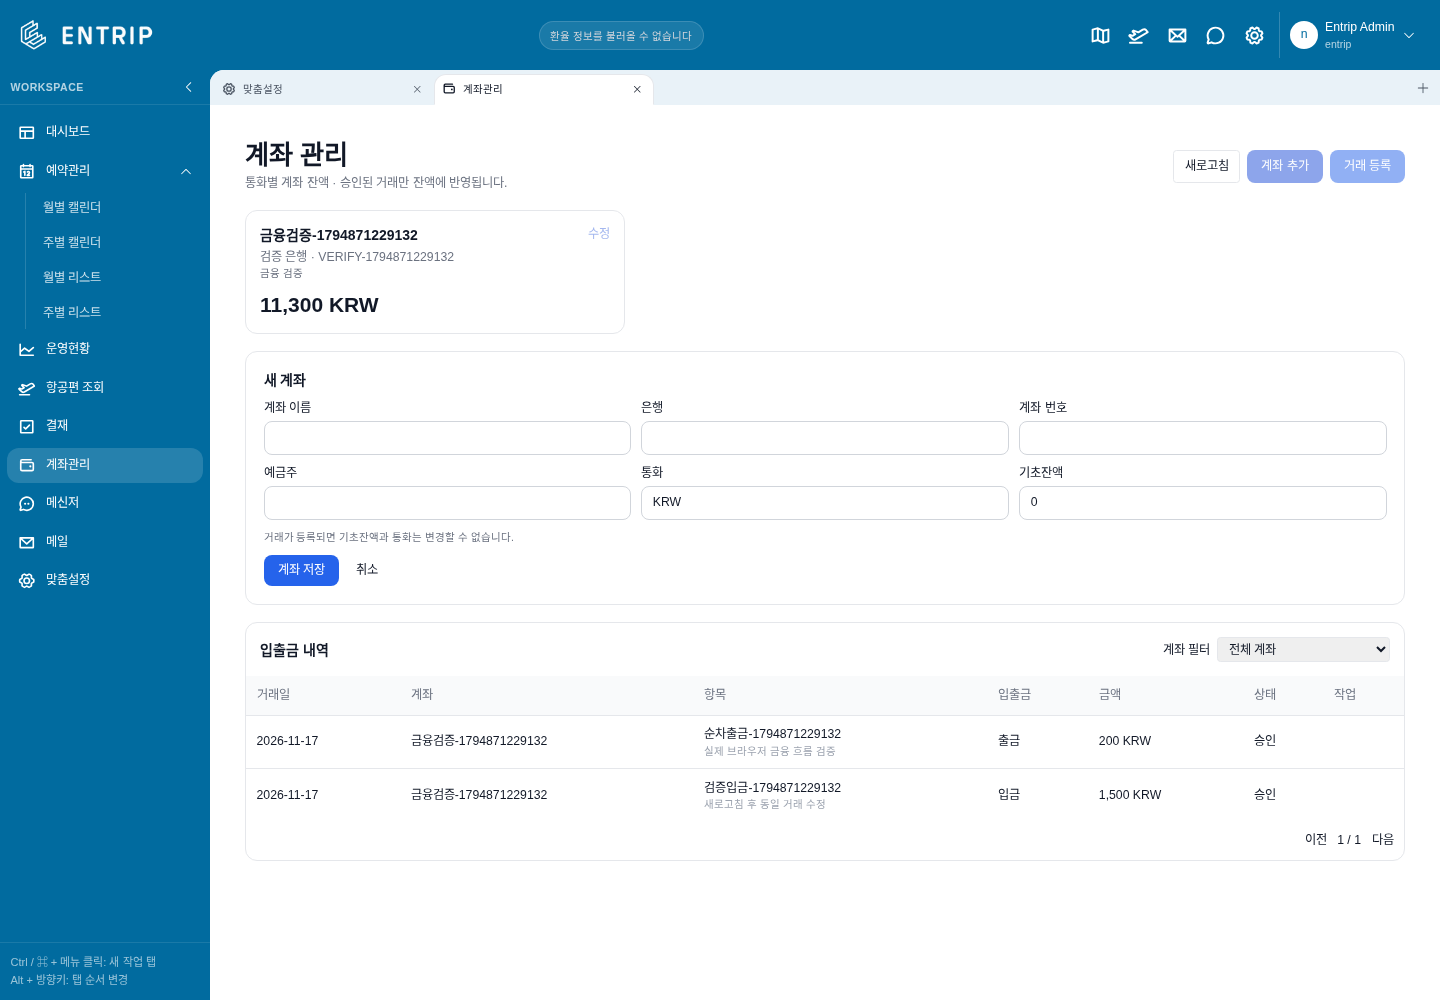 ENTRIP
환율 정보를 불러올 수 없습니다
n
Entrip Admin
entrip
WORKSPACE
맞춤설정
계좌관리
대시보드
예약관리
월별 캘린더
주별 캘린더
월별 리스트
주별 리스트
운영현황
항공편 조회
결재
계좌관리
메신저
메일
맞춤설정
Ctrl / ⌘ + 메뉴 클릭: 새 작업 탭
Alt + 방향키: 탭 순서 변경
계좌 관리
통화별 계좌 잔액 · 승인된 거래만 잔액에 반영됩니다.
새로고침
계좌 추가
거래 등록
금융검증-1794871229132
수정
검증 은행 · VERIFY-1794871229132
금융 검증
11,300 KRW
새 계좌
계좌 이름
은행
계좌 번호
예금주
통화
기초잔액
KRW
0
거래가 등록되면 기초잔액과 통화는 변경할 수 없습니다.
계좌 저장
취소
입출금 내역
계좌 필터
전체 계좌
거래일 계좌 항목 입출금 금액 상태 작업
2026-11-17 금융검증-1794871229132 순차출금-1794871229132 출금 200 KRW 승인
실제 브라우저 금융 흐름 검증
2026-11-17 금융검증-1794871229132 검증입금-1794871229132 입금 1,500 KRW 승인
새로고침 후 동일 거래 수정
이전 1 / 1 다음